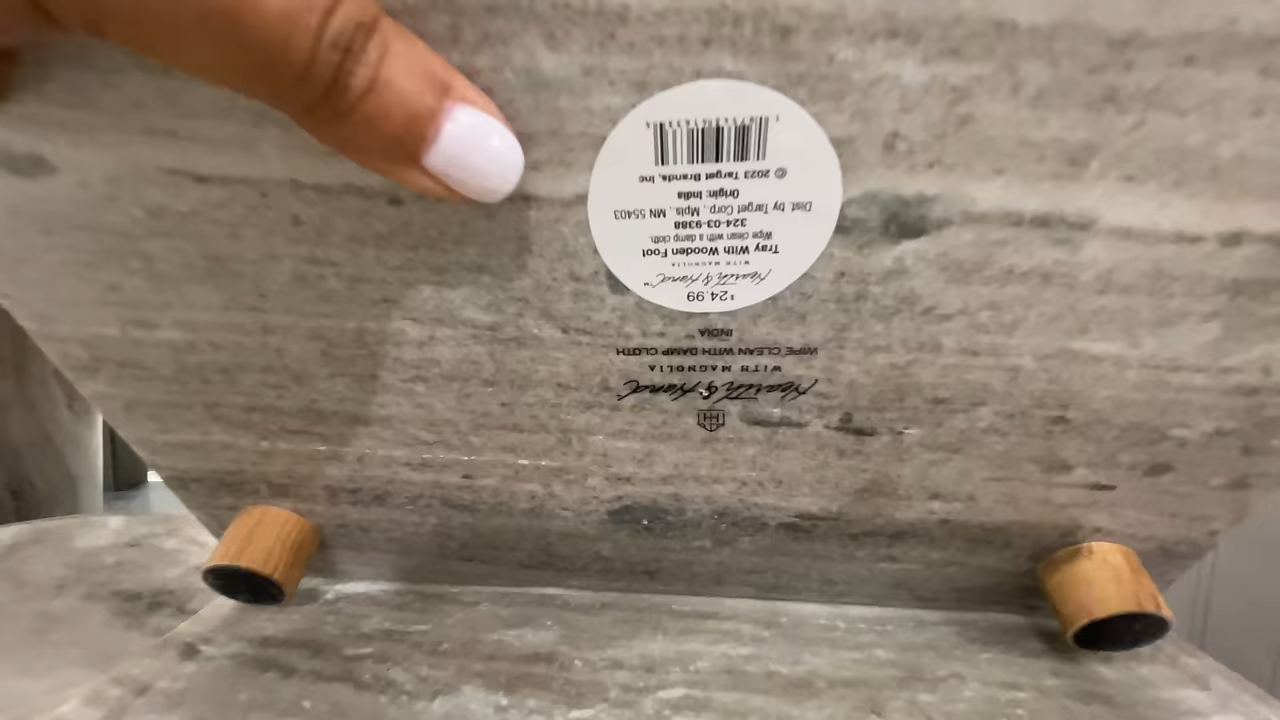 $24.99
Hearth & Hand™
WITH MAGNOLIA
Tray With Wooden Foot
Wipe clean with a damp cloth.
324-03-9388
Dist. by Target Corp., Mpls., MN 55403
Origin: India
© 2023 Target Brands, Inc
HH
Hearth & Hand
WITH MAGNOLIA
WIPE CLEAN WITH DAMP CLOTH
INDIA